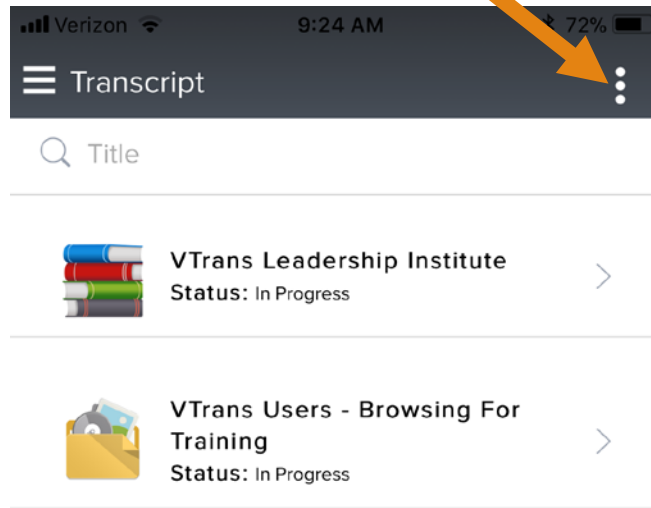 Verizon 9:24 AM 72%
Transcript
Title
VTrans Leadership Institute
Status: In Progress
VTrans Users - Browsing For
Training
Status: In Progress